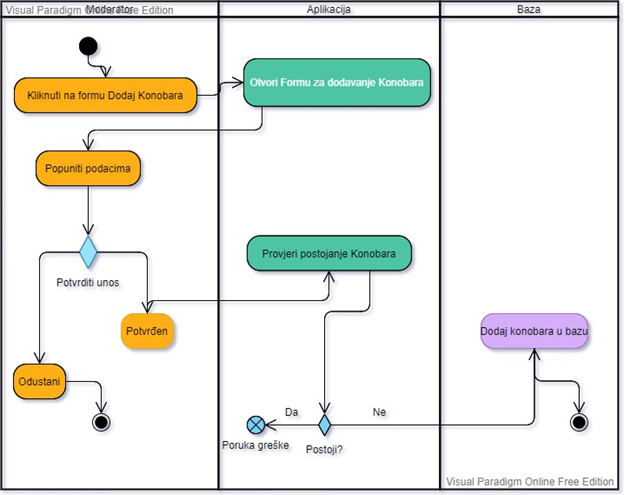 Visual Paradigm Online Free Edition
Moderator
Aplikacija
Baza
Kliknuti na formu Dodaj Konobara
Otvori Formu za dodavanje Konobara
Popuniti podacima
Potvrditi unos
Provjeri postojanje Konobara
Potvrđen
Dodaj konobara u bazu
Odustani
Da
Ne
Poruka greške
Postoji?
Visual Paradigm Online Free Edition